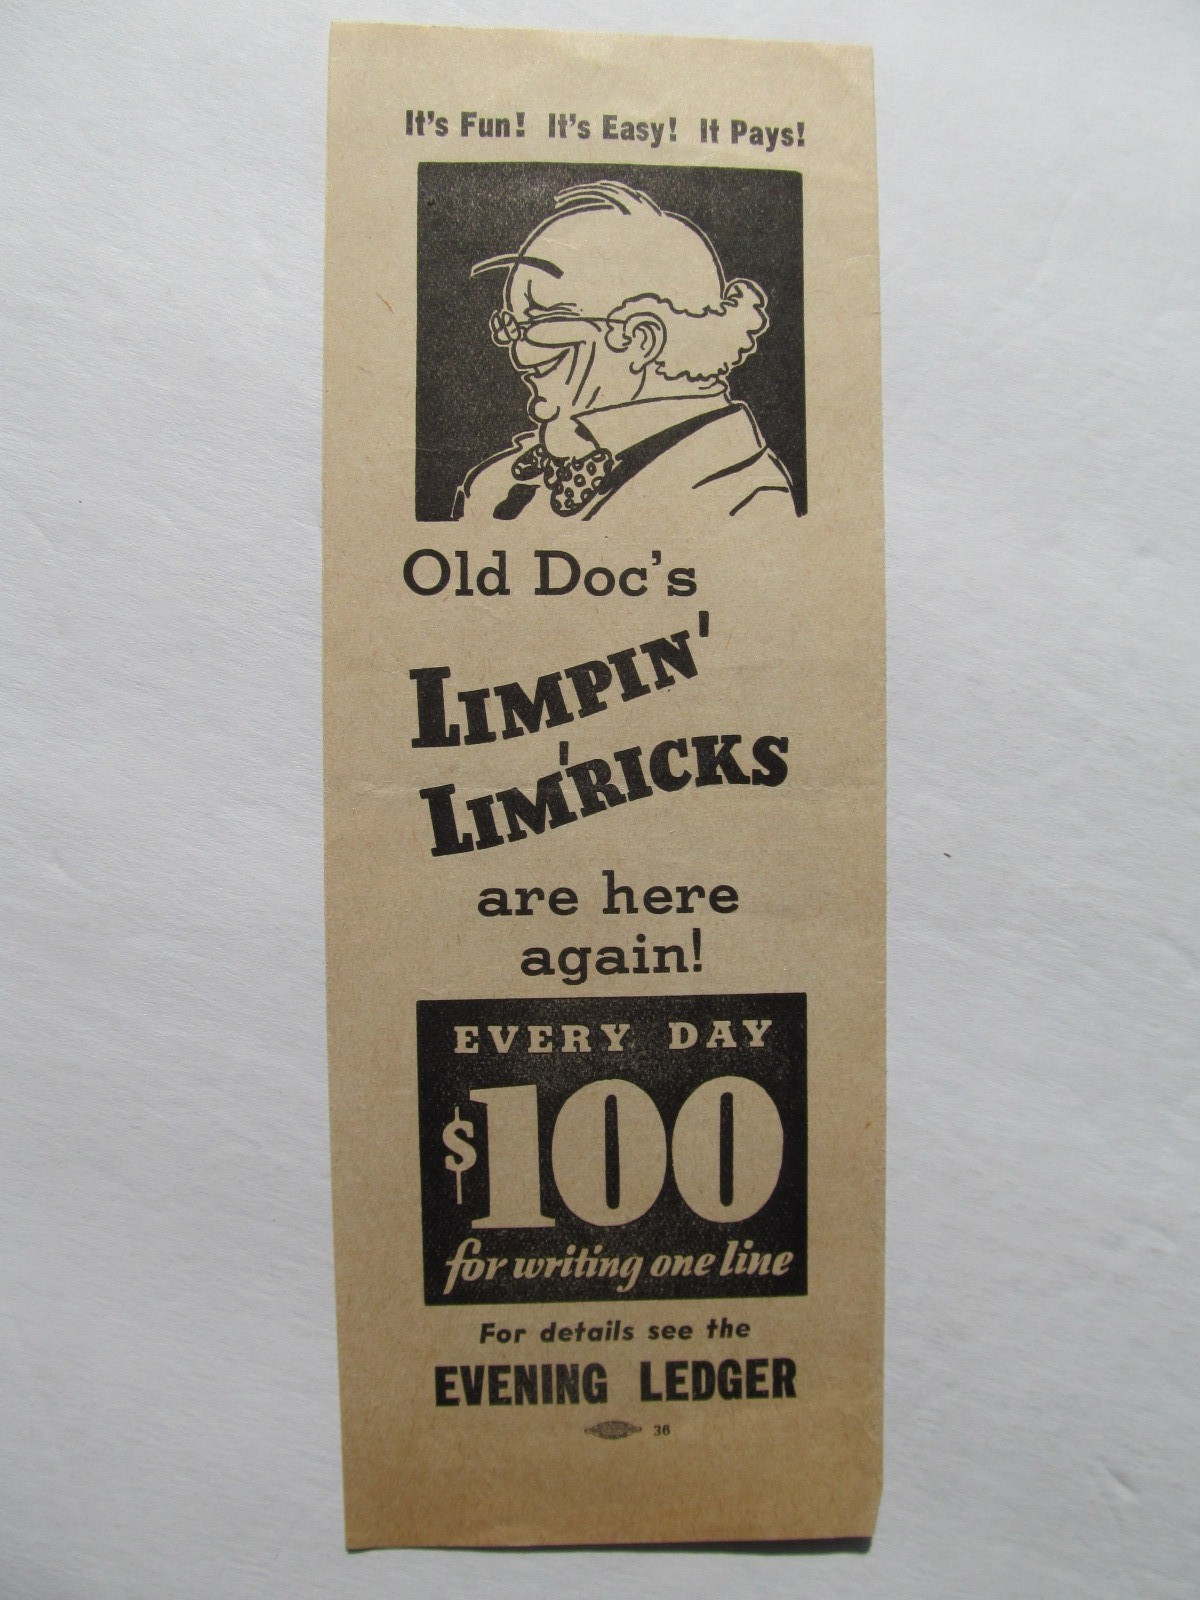 It's Fun! It's Easy! It Pays!
Old Doc's
LIMPIN'
LIM'RICKS
are here
again!
EVERY DAY
$100
for writing one line
For details see the
EVENING LEDGER
36